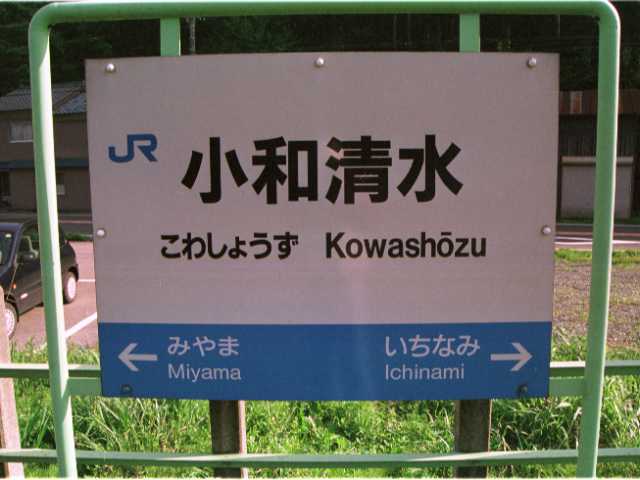 JR 小和清水
こわしょうず Kowashōzu
みやま いちなみ
Miyama Ichinami